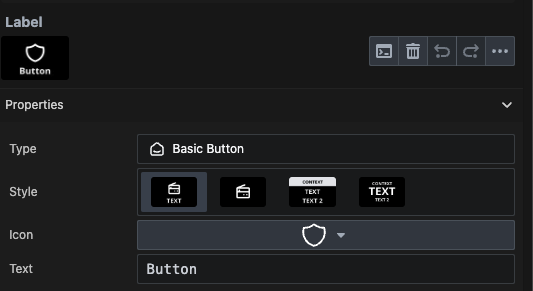 Label
Button
Properties
Type
Basic Button
Style
TEXT
CONTEXT
TEXT
TEXT 2
CONTEXT
TEXT
TEXT 2
Icon
Text
Button